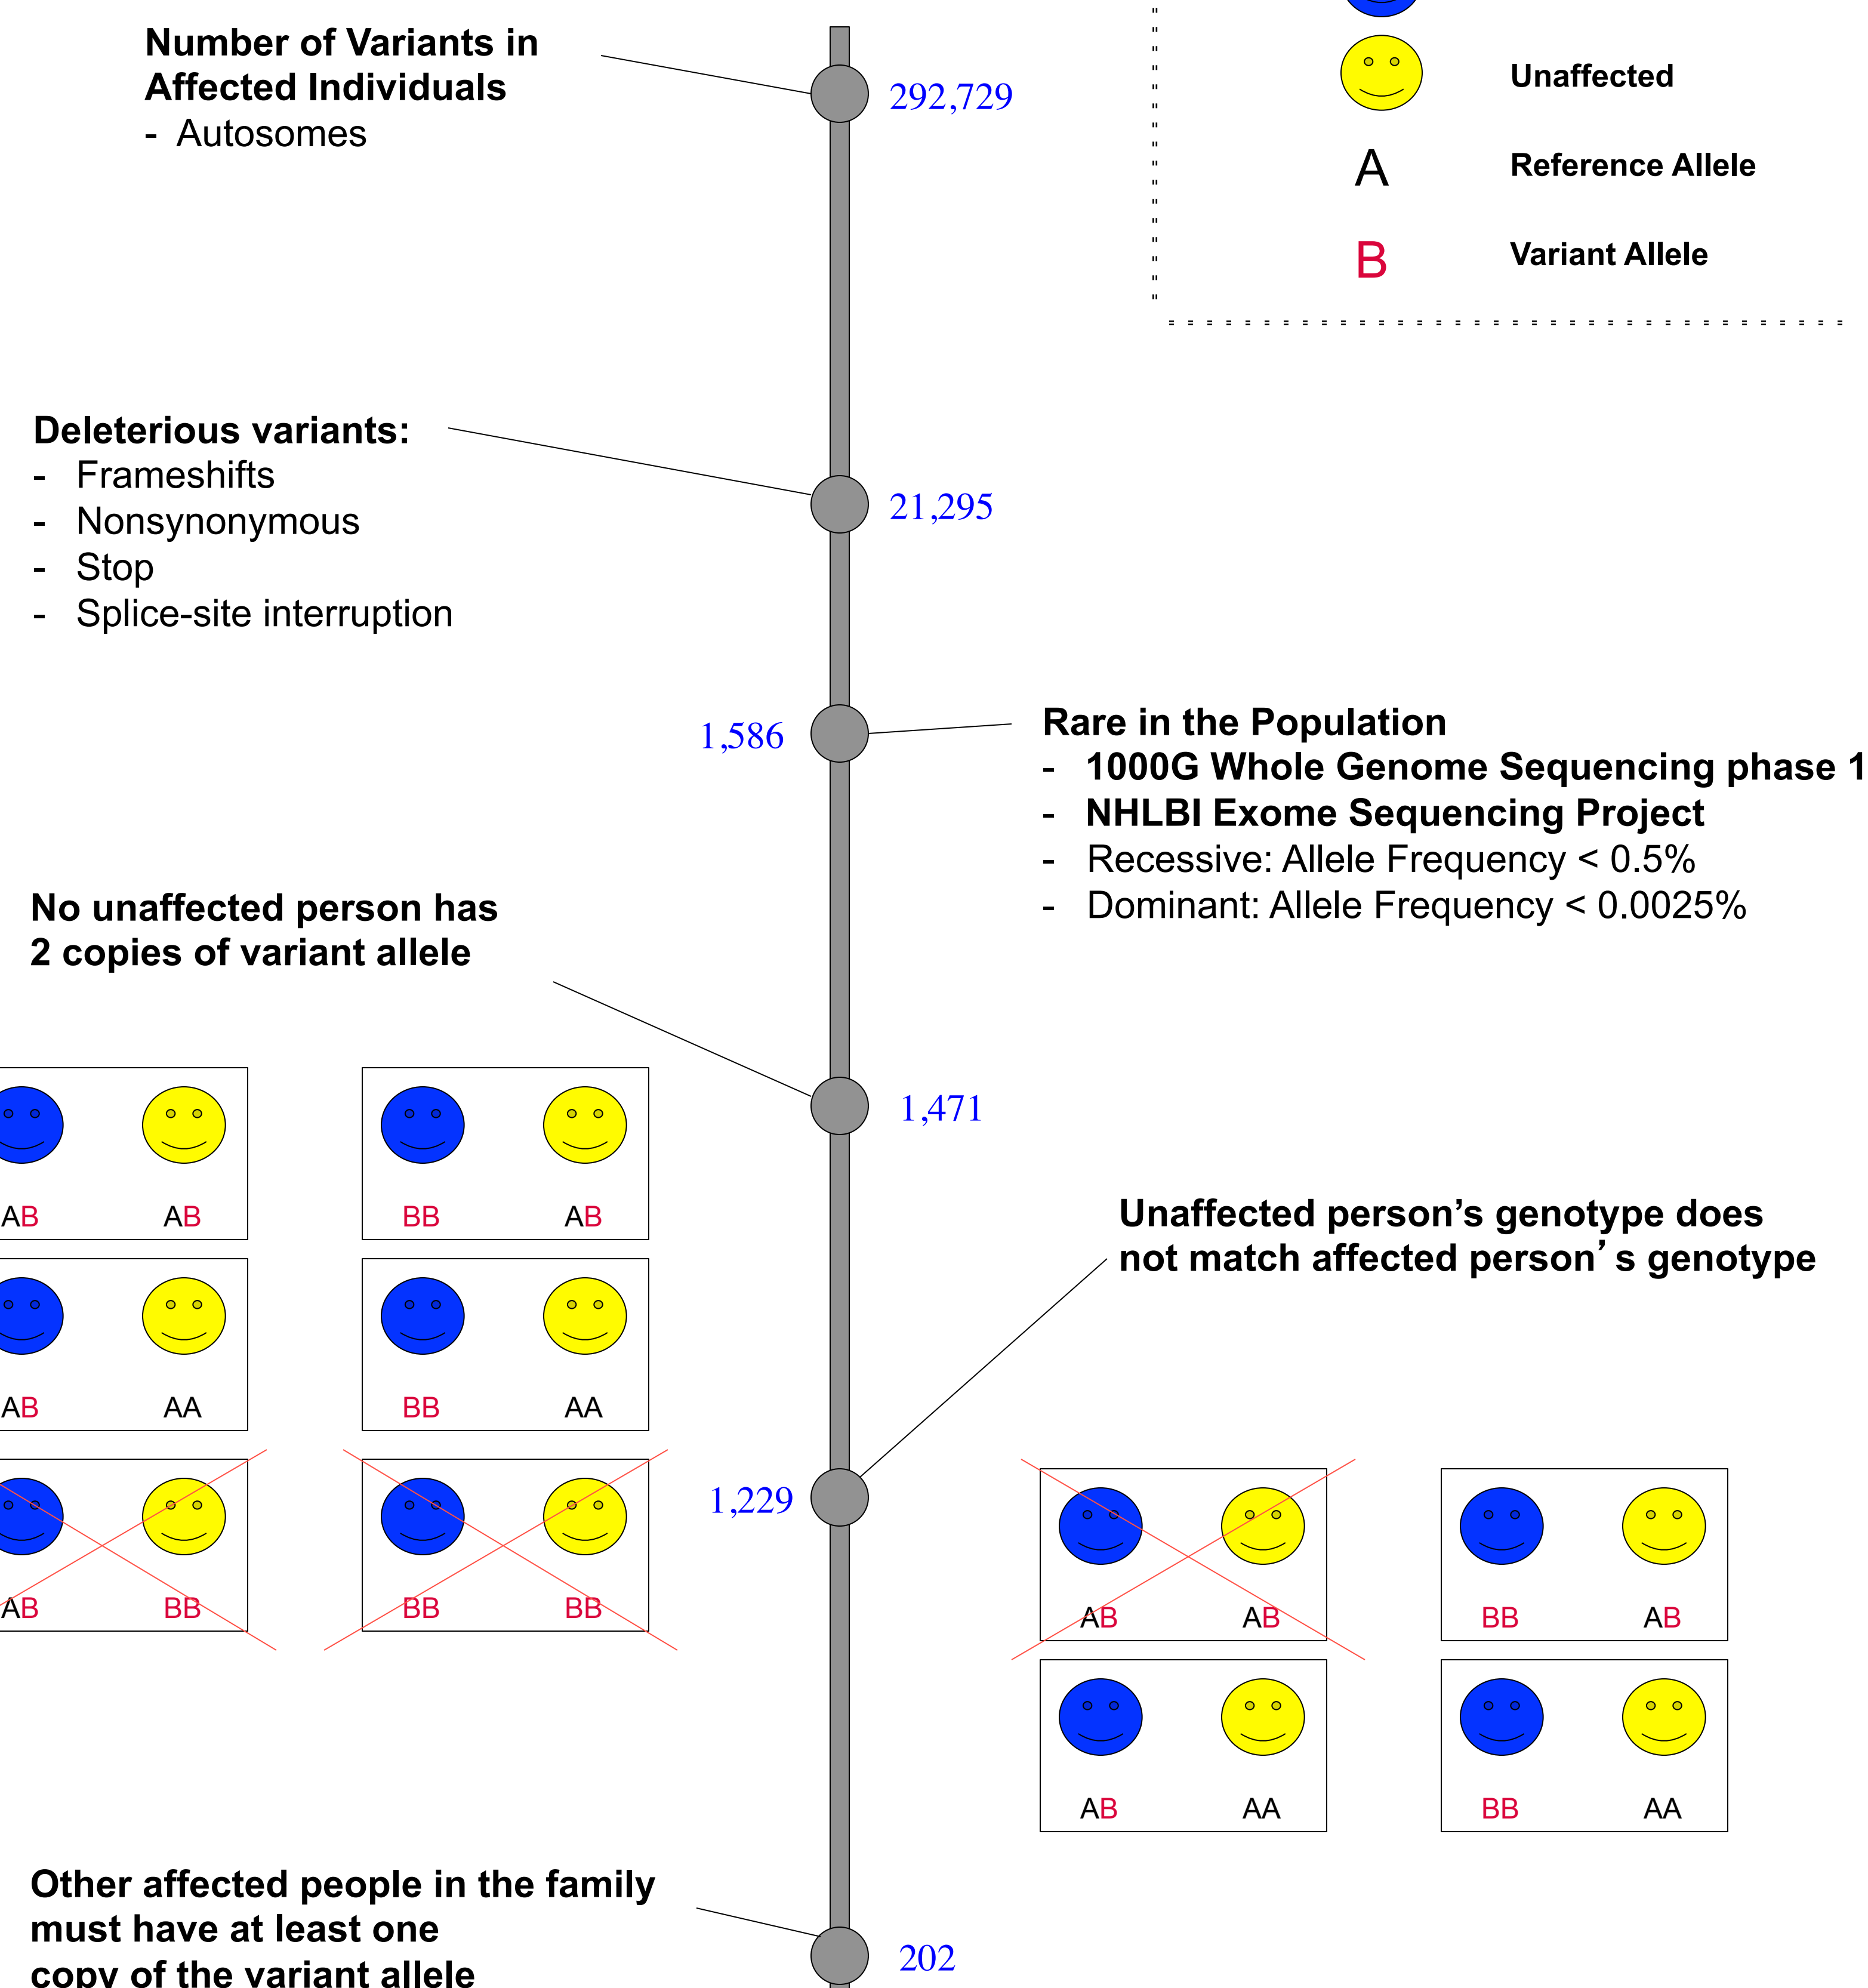 Number of Variants in
Affected Individuals
- Autosomes
292,729
Unaffected
A Reference Allele
B Variant Allele
Deleterious variants:
- Frameshifts
- Nonsynonymous
- Stop
- Splice-site interruption
21,295
1,586
Rare in the Population
- 1000G Whole Genome Sequencing phase 1
- NHLBI Exome Sequencing Project
- Recessive: Allele Frequency < 0.5%
- Dominant: Allele Frequency < 0.0025%
No unaffected person has
2 copies of variant allele
1,471
AB AB BB AB
AB AA BB AA
AB BB BB BB
Unaffected person’s genotype does
not match affected person’s genotype
1,229
AB AB BB AB
AB AA BB AA
Other affected people in the family
must have at least one
copy of the variant allele
202